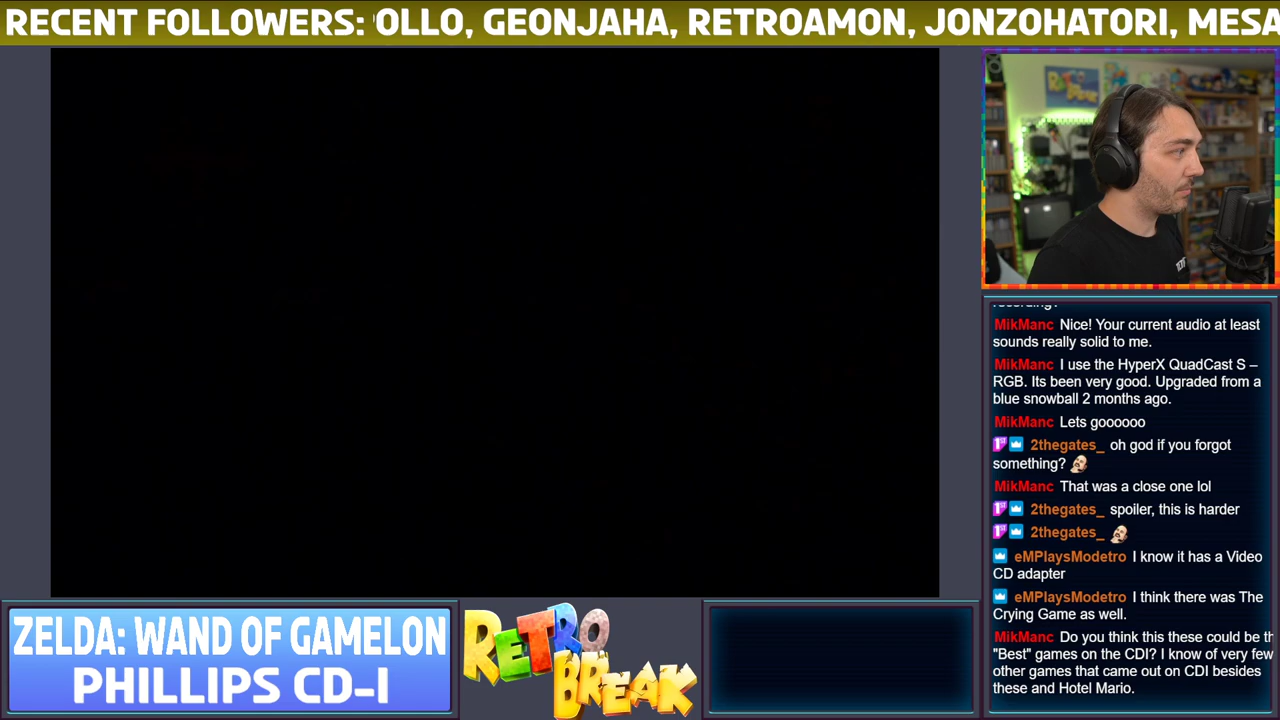 RECENT FOLLOWERS: OLLO, GEONJAHA, RETROAMON, JONZOHATORI, MESA
MikManc Nice! Your current audio at least
sounds really solid to me.
MikManc I use the HyperX QuadCast S –
RGB. Its been very good. Upgraded from a
blue snowball 2 months ago.
MikManc Lets goooooo
2thegates_ oh god if you forgot
something?
MikManc That was a close one lol
2thegates_ spoiler, this is harder
2thegates_
eMPlaysModetro I know it has a Video
CD adapter
eMPlaysModetro I think there was The
Crying Game as well.
MikManc Do you think this these could be th
"Best" games on the CDI? I know of very few
other games that came out on CDI besides
these and Hotel Mario.
ZELDA: WAND OF GAMELON
PHILLIPS CD-I
RETRO
BREAK